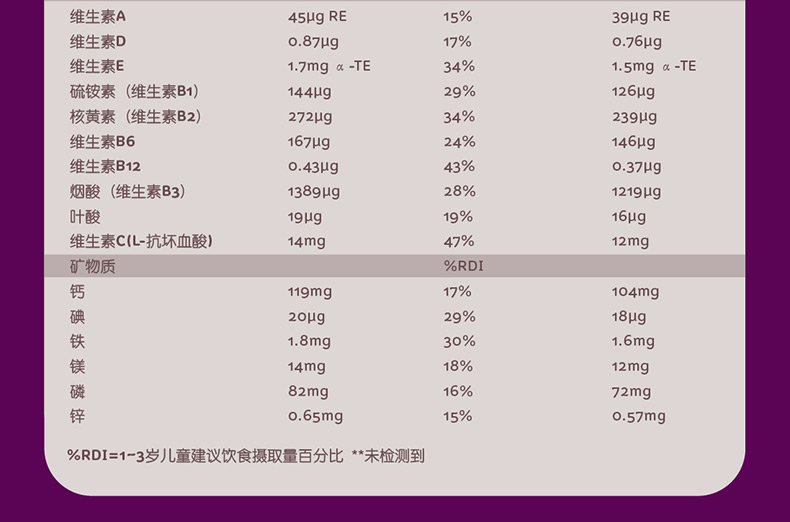 维生素A 45µg RE 15% 39µg RE
维生素D 0.87µg 17% 0.76µg
维生素E 1.7mg α-TE 34% 1.5mg α-TE
硫铵素（维生素B1） 144µg 29% 126µg
核黄素（维生素B2） 272µg 34% 239µg
维生素B6 167µg 24% 146µg
维生素B12 0.43µg 43% 0.37µg
烟酸（维生素B3） 1389µg 28% 1219µg
叶酸 19µg 19% 16µg
维生素C(L-抗坏血酸) 14mg 47% 12mg
矿物质 %RDI
钙 119mg 17% 104mg
碘 20µg 29% 18µg
铁 1.8mg 30% 1.6mg
镁 14mg 18% 12mg
磷 82mg 16% 72mg
锌 0.65mg 15% 0.57mg
%RDI=1~3岁儿童建议饮食摄取量百分比 **未检测到